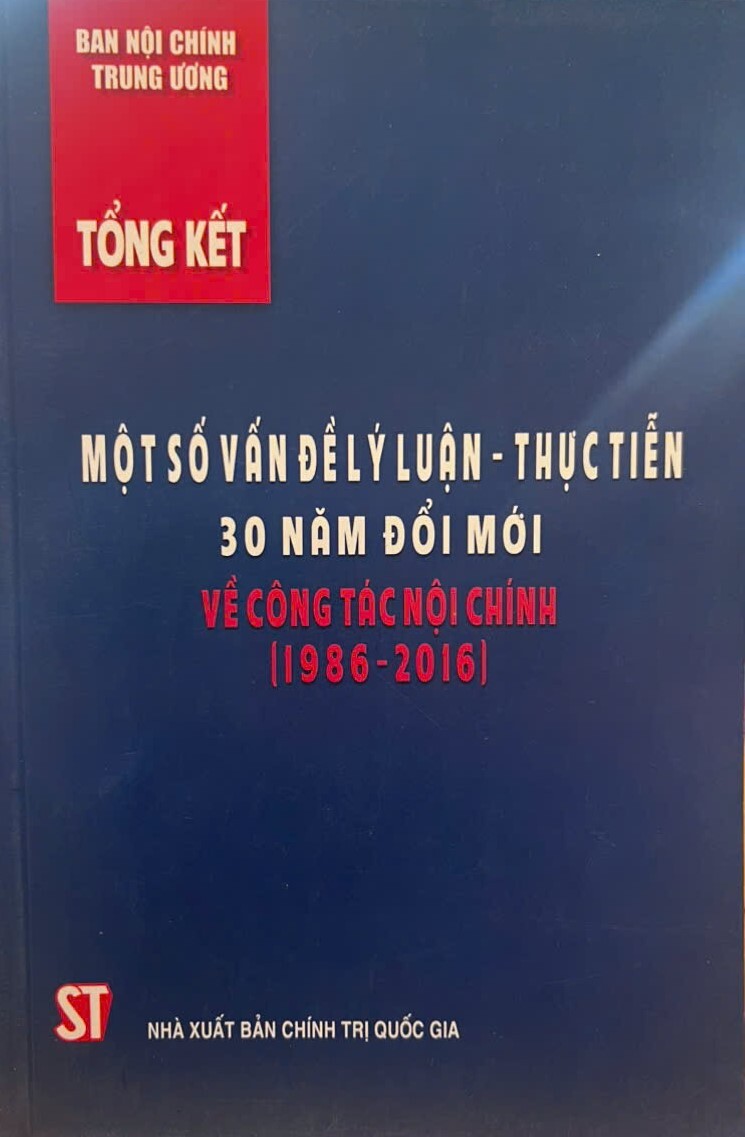 BAN NỘI CHÍNH
TRUNG ƯƠNG
TỔNG KẾT
MỘT SỐ VẤN ĐỀ LÝ LUẬN - THỰC TIỄN
30 NĂM ĐỔI MỚI
VỀ CÔNG TÁC NỘI CHÍNH
(1986-2016)
ST
NHÀ XUẤT BẢN CHÍNH TRỊ QUỐC GIA